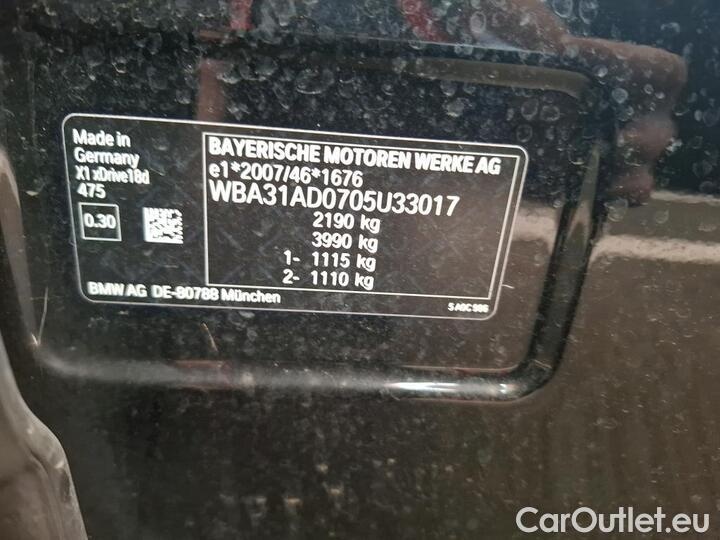 Made in
Germany
X1 xDrive18d
475
0.30
BAYERISCHE MOTOREN WERKE AG
e1*2007/46*1676
WBA31AD0705U33017
2190 kg
3990 kg
1- 1115 kg
2- 1110 kg
BMW AG DE-80788 München
CarOutlet.eu